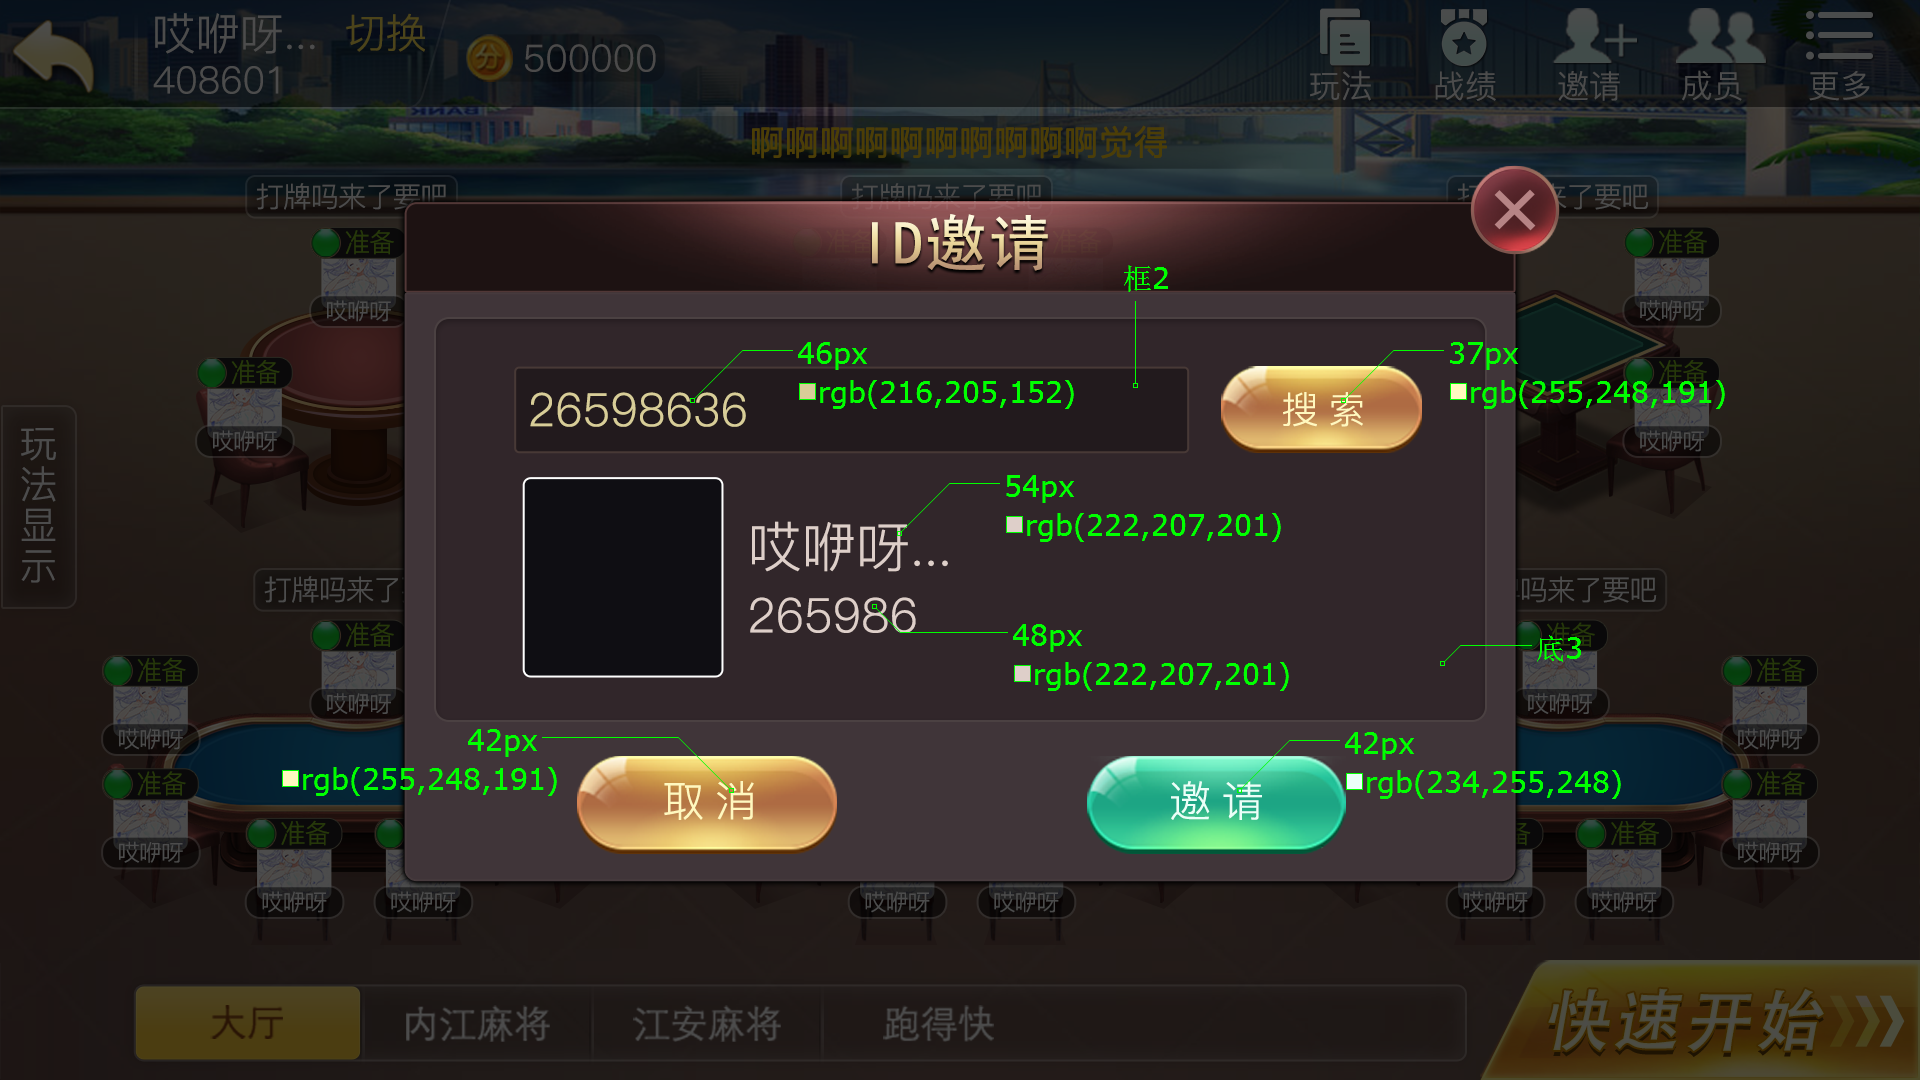 哎咿呀... 切换
408601
分 500000
玩法 战绩 邀请 成员 更多
BANK
啊啊啊啊啊啊啊啊啊啊觉得
打牌吗来了要吧 打牌吗来了要吧 来了要吧
ID邀请
准备 准备
哎咿呀 哎咿呀
框2
46px
rgb(216,205,152)
37px
rgb(255,248,191)
26598636
搜 索
准备 准备
哎咿呀 哎咿呀
玩法显示
54px
rgb(222,207,201)
哎咿呀...
265986
48px
rgb(222,207,201)
底3
打牌吗来了 吗来了要吧
准备 准备
哎咿呀 哎咿呀
准备 准备
哎咿呀 哎咿呀
42px
rgb(255,248,191)
取 消
42px
rgb(234,255,248)
邀 请
准备 准备
哎咿呀 哎咿呀
准备 备 准备
哎咿呀 哎咿呀 哎咿呀 哎咿呀 哎咿呀 哎咿呀
大厅 内江麻将 江安麻将 跑得快
快速开始